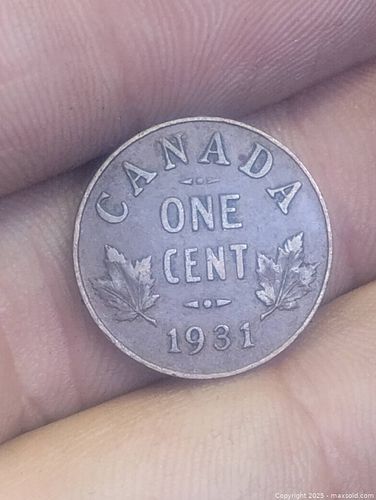 CANADA
ONE
CENT
1931
Copyright 2025 - maxsold.com